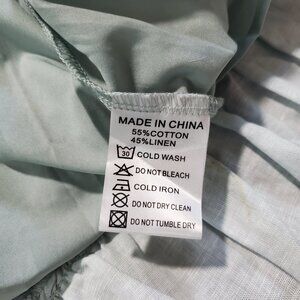 MADE IN CHINA
55%COTTON
45%LINEN
30 COLD WASH
DO NOT BLEACH
COLD IRON
DO NOT DRY CLEAN
DO NOT TUMBLE DRY